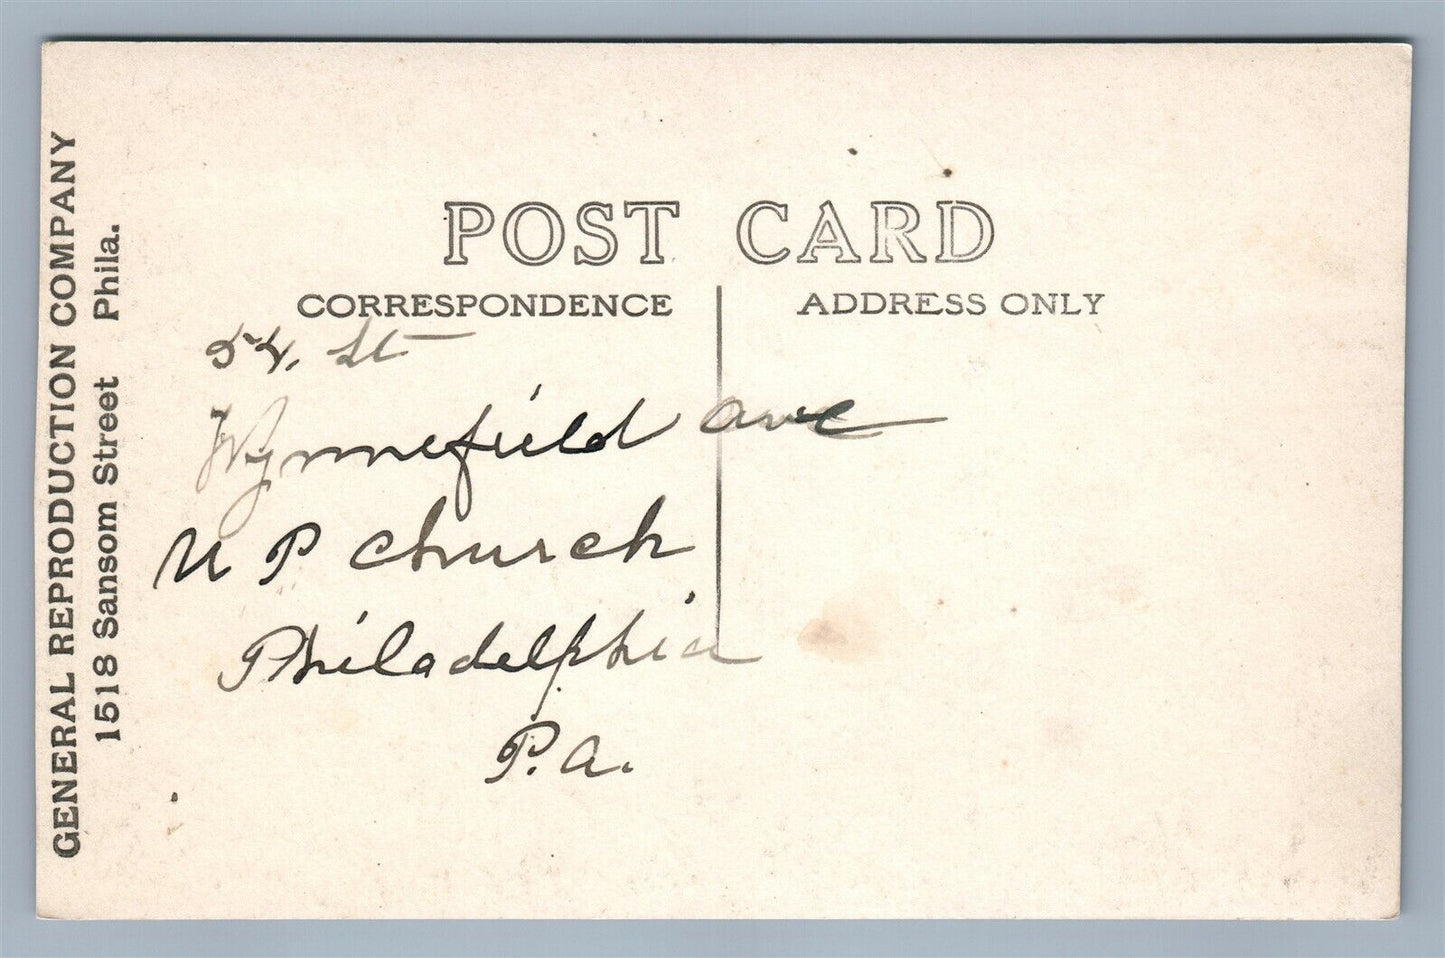 GENERAL REPRODUCTION COMPANY
1518 Sansom Street Phila.
POST CARD
CORRESPONDENCE
ADDRESS ONLY
54. St
Wynnefield ave
U P Church
Philadelphia
P.a.